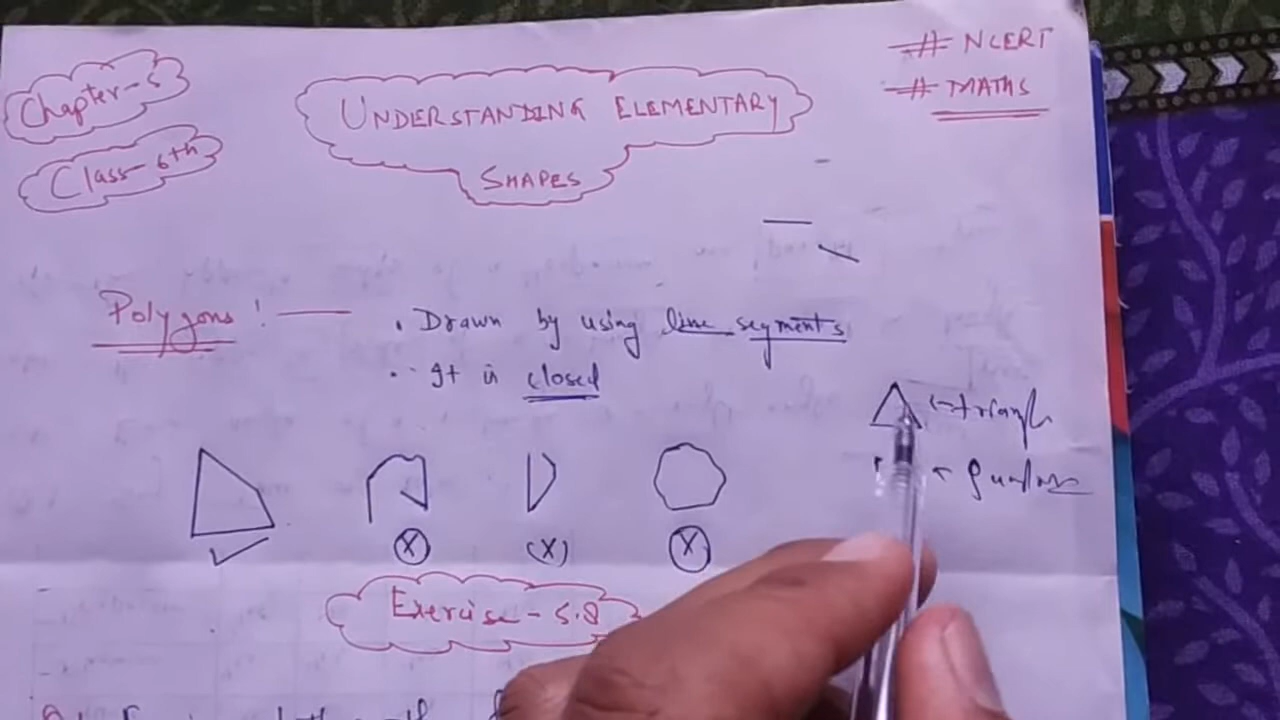 Chapter-5
Class-6th
UNDERSTANDING ELEMENTARY
SHAPES
# NCERT
# MATHS
Polygons :—
• Drawn by using line segments
• It is closed
triangle
(X)
Exercise - 5.8